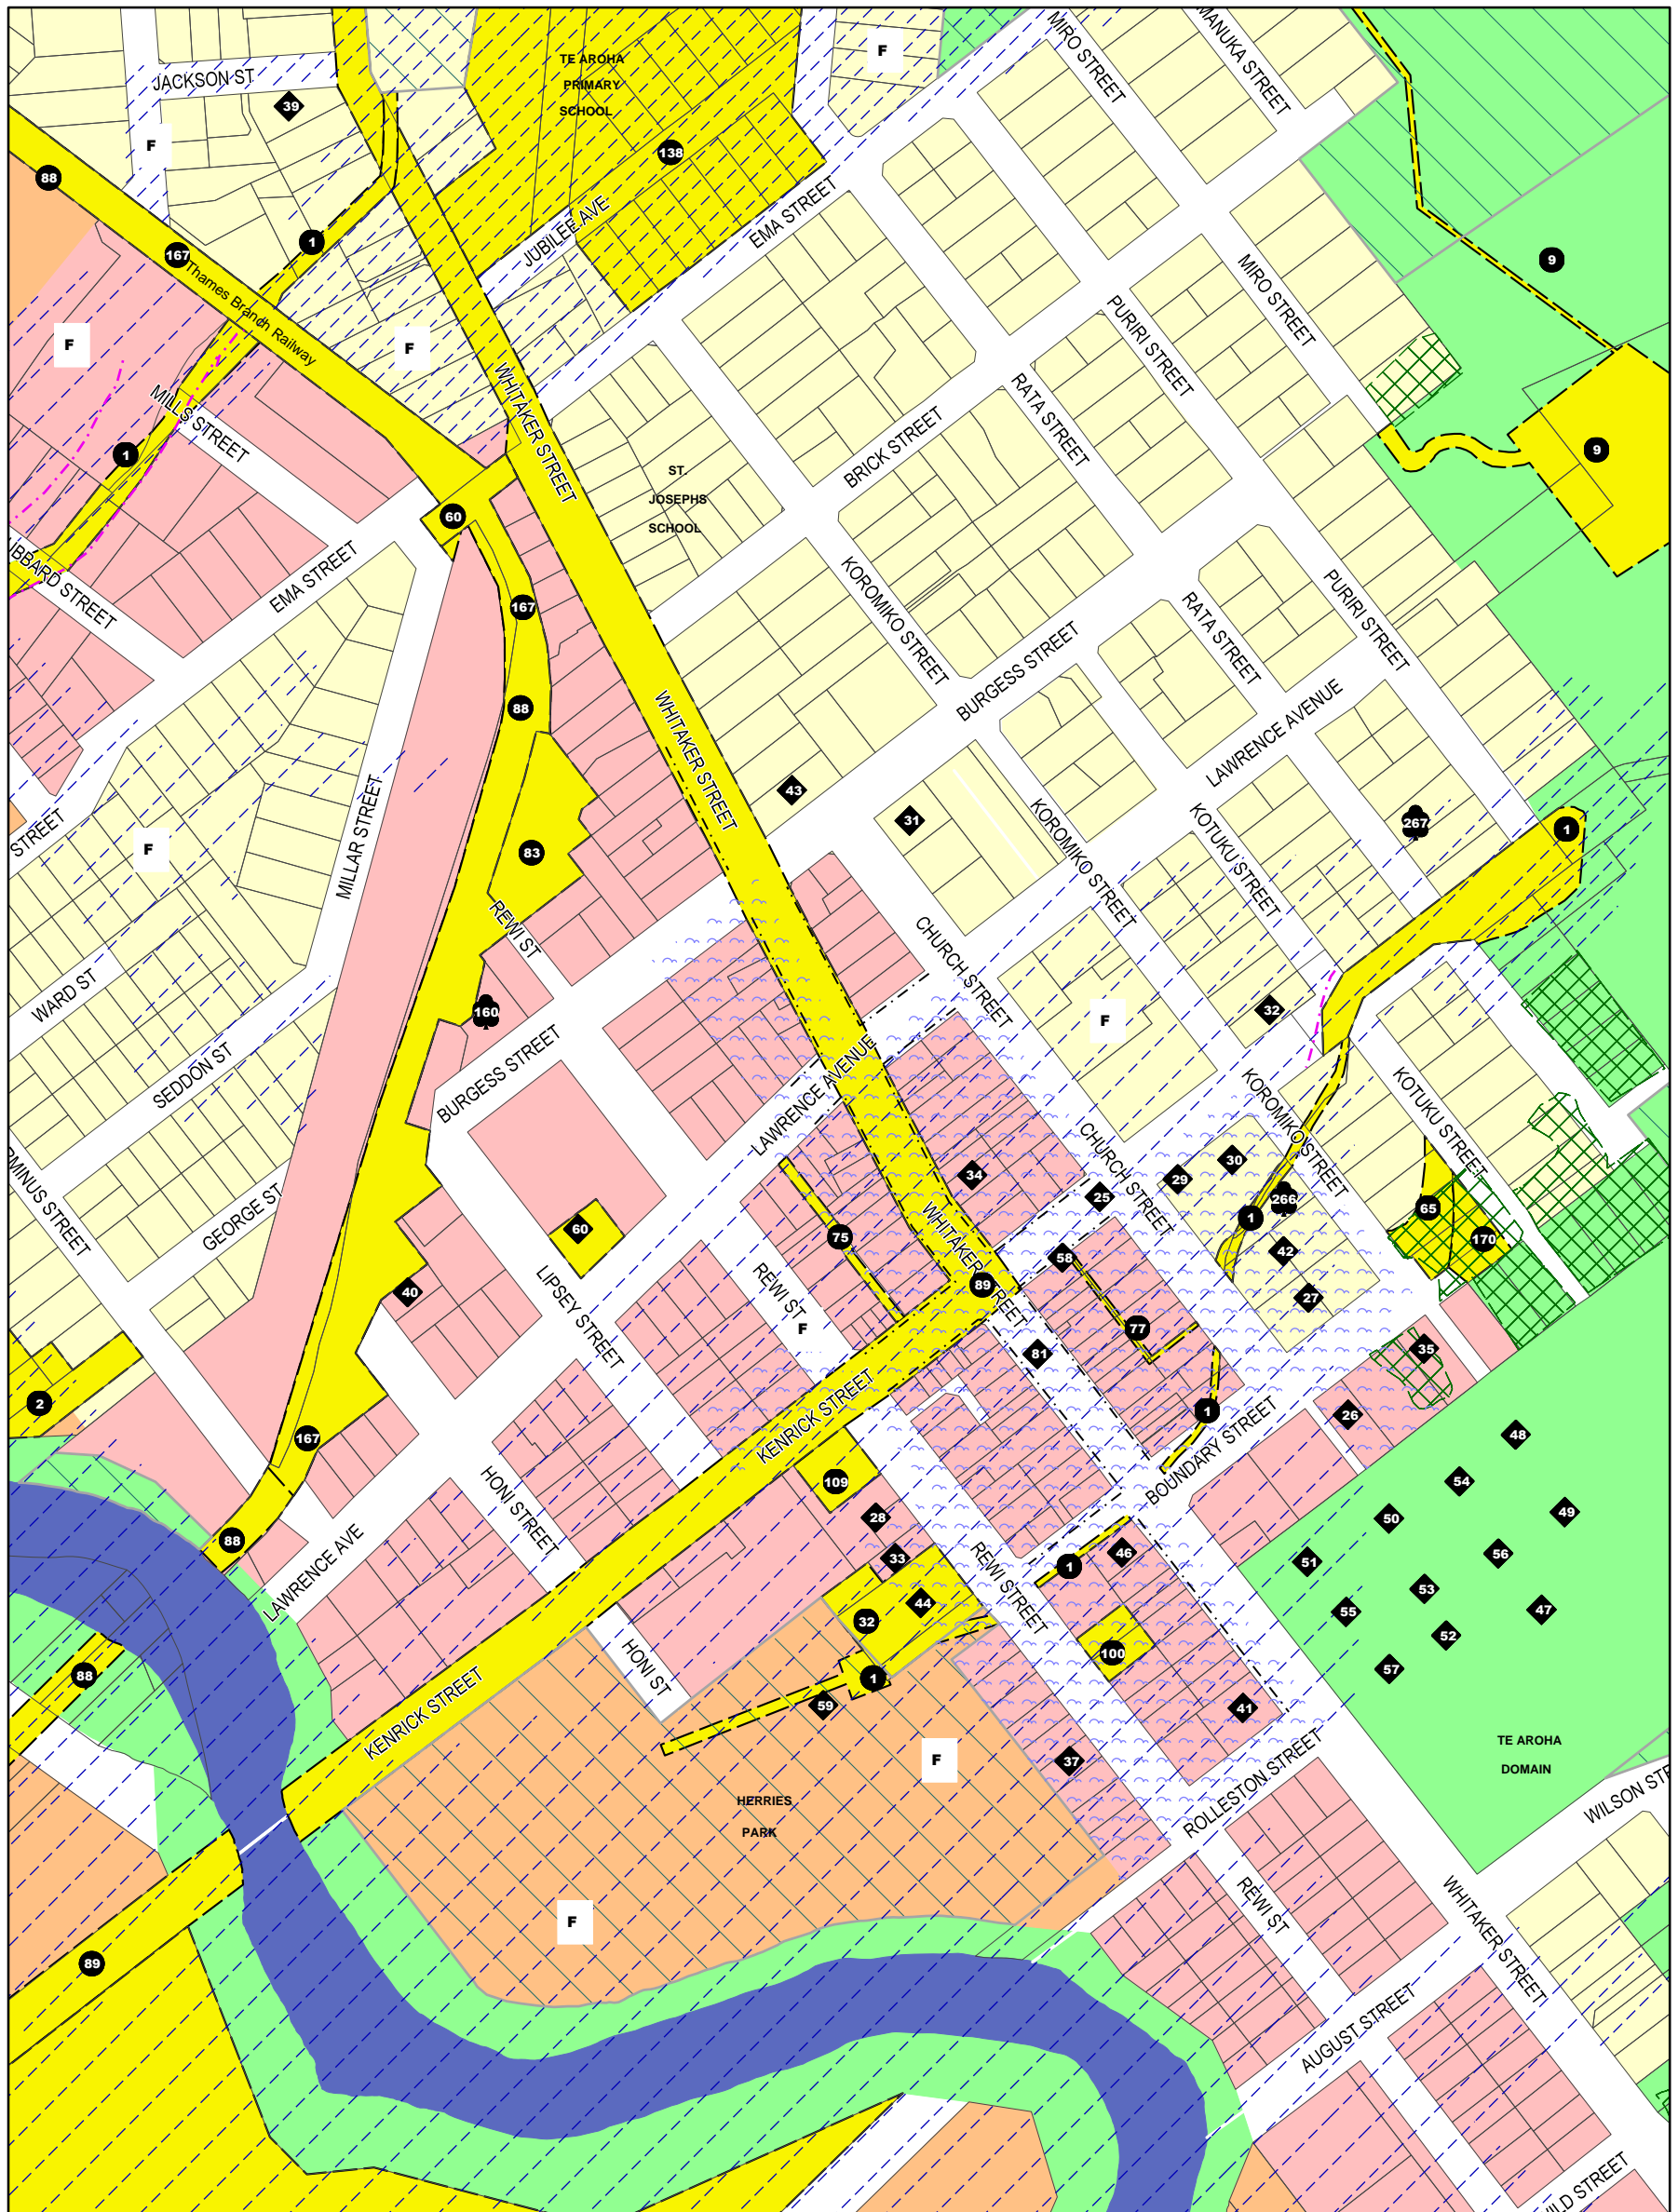 MIRO STREET
MANUKA STREET
TE AROHA
PRIMARY
SCHOOL
F
JACKSON ST
39
F
138
88
EMA STREET
JUBILEE AVE
1
167
Thames Branch Railway
9
MIRO STREET
F
F
PURIRI STREET
WHITAKER STREET
RATA STREET
MILLS STREET
BRICK STREET
1
9
ST.
JOSEPHS
SCHOOL
60
UBBARD STREET
EMA STREET
KOROMIKO STREET
167
RATA STREET
PURIRI STREET
BURGESS STREET
88
WHITAKER STREET
LAWRENCE AVENUE
43
31
267
1
STREET
F
MILLAR STREET
83
KOROMIKO STREET
KOTUKU STREET
REWI ST
CHURCH STREET
WARD ST
160
32
F
SEDDON ST
BURGESS STREET
LAWRENCE AVENUE
KOROMIKO STREET
KOTUKU STREET
RMINUS STREET
34
CHURCH STREET
30
29
25
266
GEORGE ST
60
75
WHITAKER STREET
1
65
170
58
42
40
LIPSEY STREET
REWI ST
89
27
F
77
81
35
2
167
KENRICK STREET
1
BOUNDARY STREET
26
48
HONI STREET
109
54
28
50
49
88
LAWRENCE AVE
33
REWI STREET
46
1
51
56
53
32
44
55
47
100
52
HONI ST
88
1
59
57
KENRICK STREET
41
F
37
ROLLESTON STREET
TE AROHA
DOMAIN
WILSON STR
HERRIES
PARK
F
REWI ST
WHITAKER STREET
89
AUGUST STREET
ILD STREET